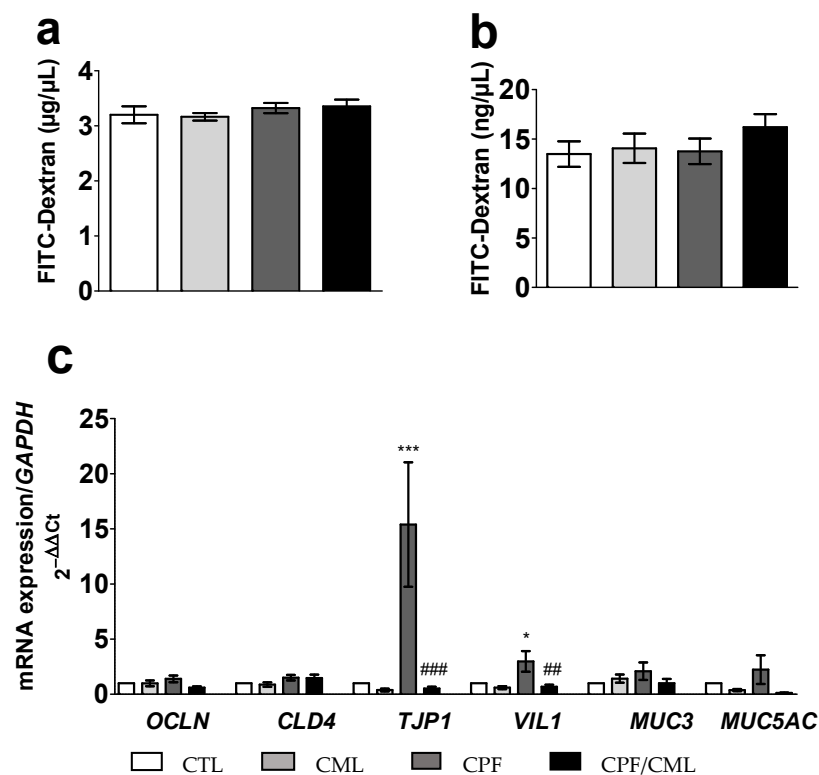 a
FITC-Dextran (µg/µL)
4
3
2
1
0
b
FITC-Dextran (ng/µL)
20
15
10
5
0
c
mRNA expression/GAPDH
2−ΔΔCt
25
20
15
10
5
0
***
###
*
##
OCLN CLD4 TJP1 VIL1 MUC3 MUC5AC
CTL CML CPF CPF/CML